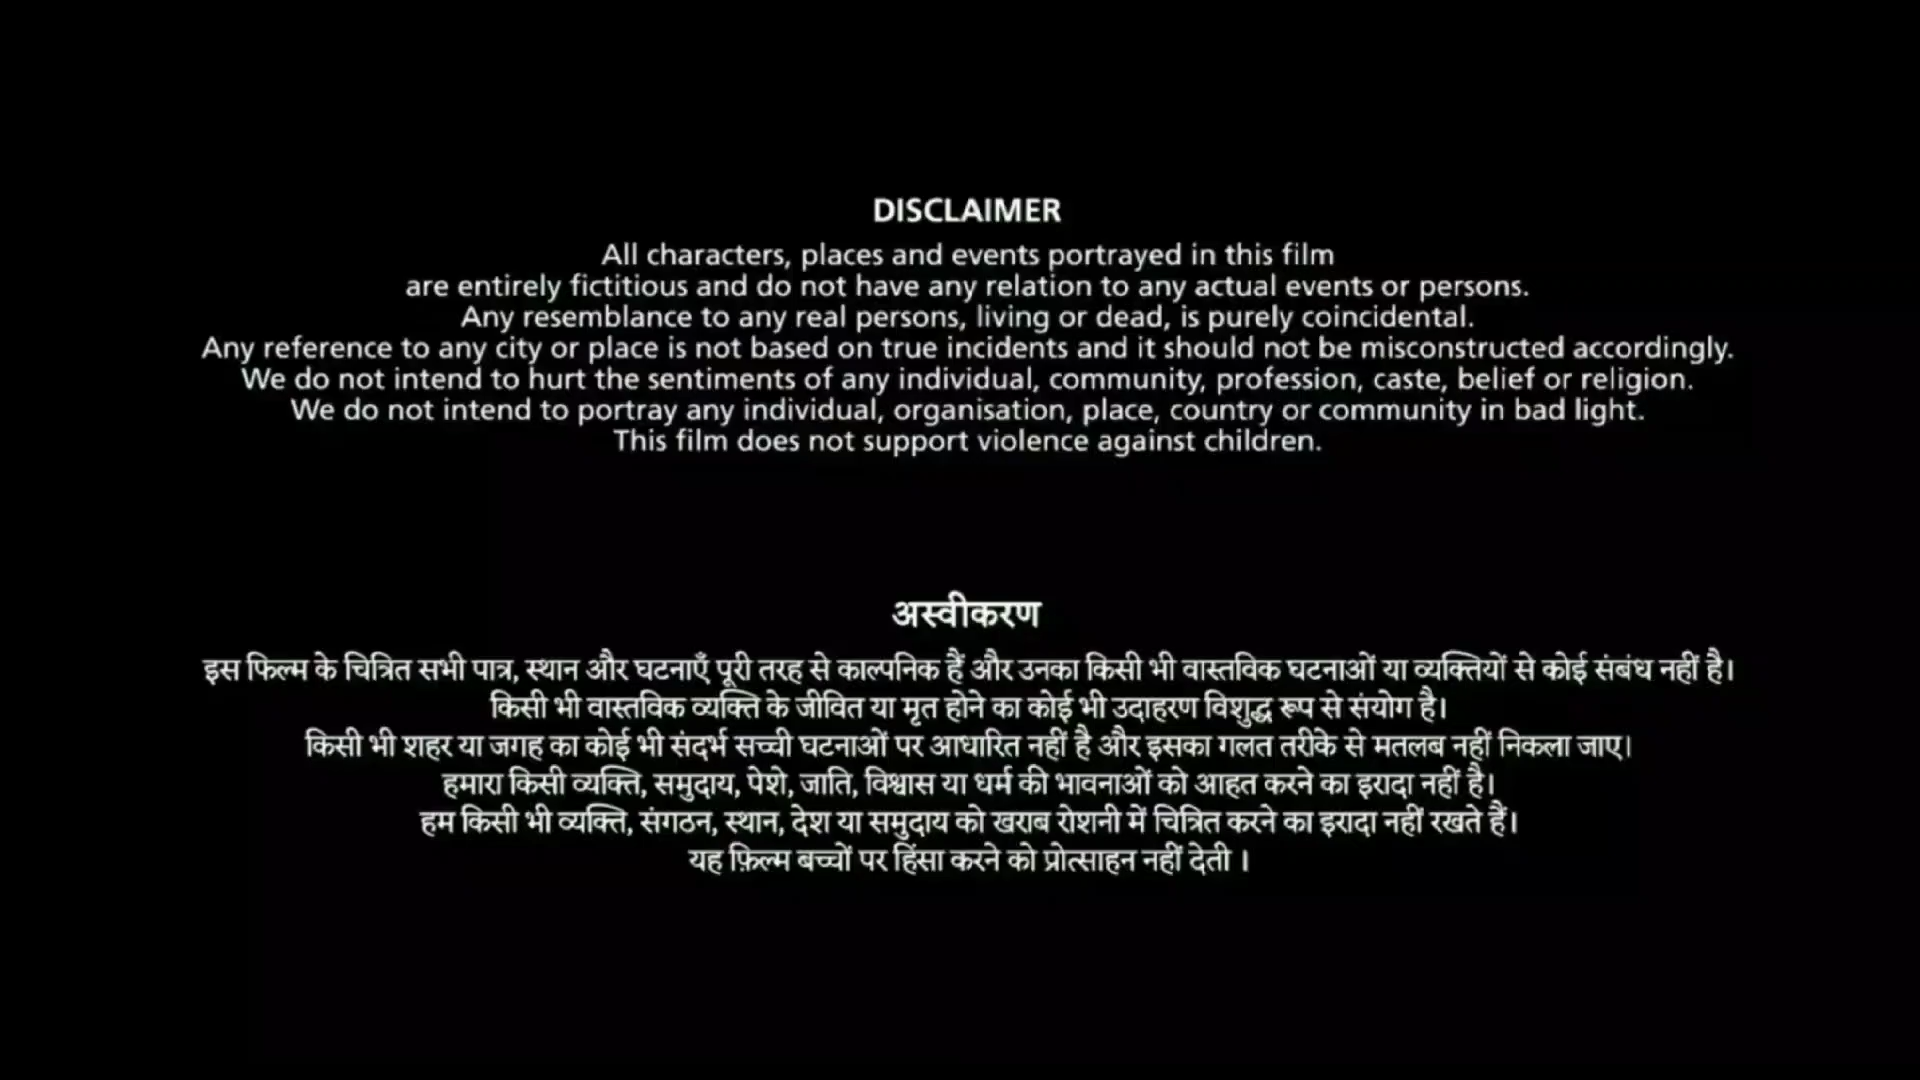 DISCLAIMER
All characters, places and events portrayed in this film
are entirely fictitious and do not have any relation to any actual events or persons.
Any resemblance to any real persons, living or dead, is purely coincidental.
Any reference to any city or place is not based on true incidents and it should not be misconstructed accordingly.
We do not intend to hurt the sentiments of any individual, community, profession, caste, belief or religion.
We do not intend to portray any individual, organisation, place, country or community in bad light.
This film does not support violence against children.
अस्वीकरण
इस फिल्म के चित्रित सभी पात्र, स्थान और घटनाएँ पूरी तरह से काल्पनिक हैं और उनका किसी भी वास्तविक घटनाओं या व्यक्तियों से कोई संबंध नहीं है।
किसी भी वास्तविक व्यक्ति के जीवित या मृत होने का कोई भी उदाहरण विशुद्ध रूप से संयोग है।
किसी भी शहर या जगह का कोई भी संदर्भ सच्ची घटनाओं पर आधारित नहीं है और इसका गलत तरीके से मतलब नहीं निकला जाए।
हमारा किसी व्यक्ति, समुदाय, पेशे, जाति, विश्वास या धर्म की भावनाओं को आहत करने का इरादा नहीं है।
हम किसी भी व्यक्ति, संगठन, स्थान, देश या समुदाय को खराब रोशनी में चित्रित करने का इरादा नहीं रखते हैं।
यह फ़िल्म बच्चों पर हिंसा करने को प्रोत्साहन नहीं देती ।